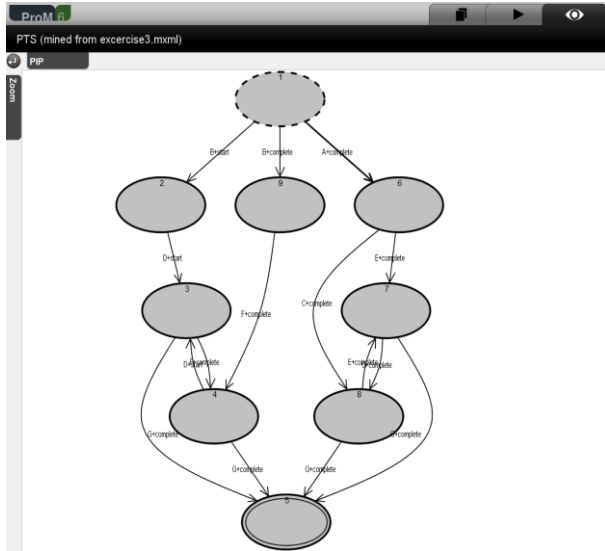 ProM 6
PTS (mined from excercise3.mxml)
PIP
Zoom
1
B+start
B+complete
A+complete
2
9
6
D+start
E+complete
3
7
C+complete
F+complete
D+start
E+complete
4
8
G+complete
G+complete
G+complete
5